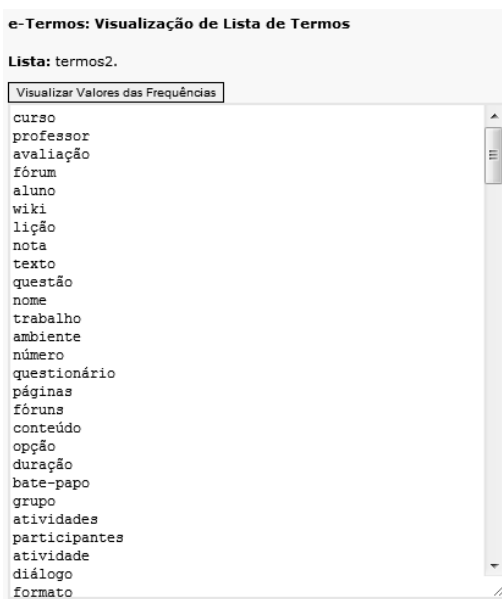 e-Termos: Visualização de Lista de Termos
Lista: termos2.
Visualizar Valores das Frequências
curso
professor
avaliação
fórum
aluno
wiki
lição
nota
texto
questão
nome
trabalho
ambiente
número
questionário
páginas
fóruns
conteúdo
opção
duração
bate-papo
grupo
atividades
participantes
atividade
diálogo
formato